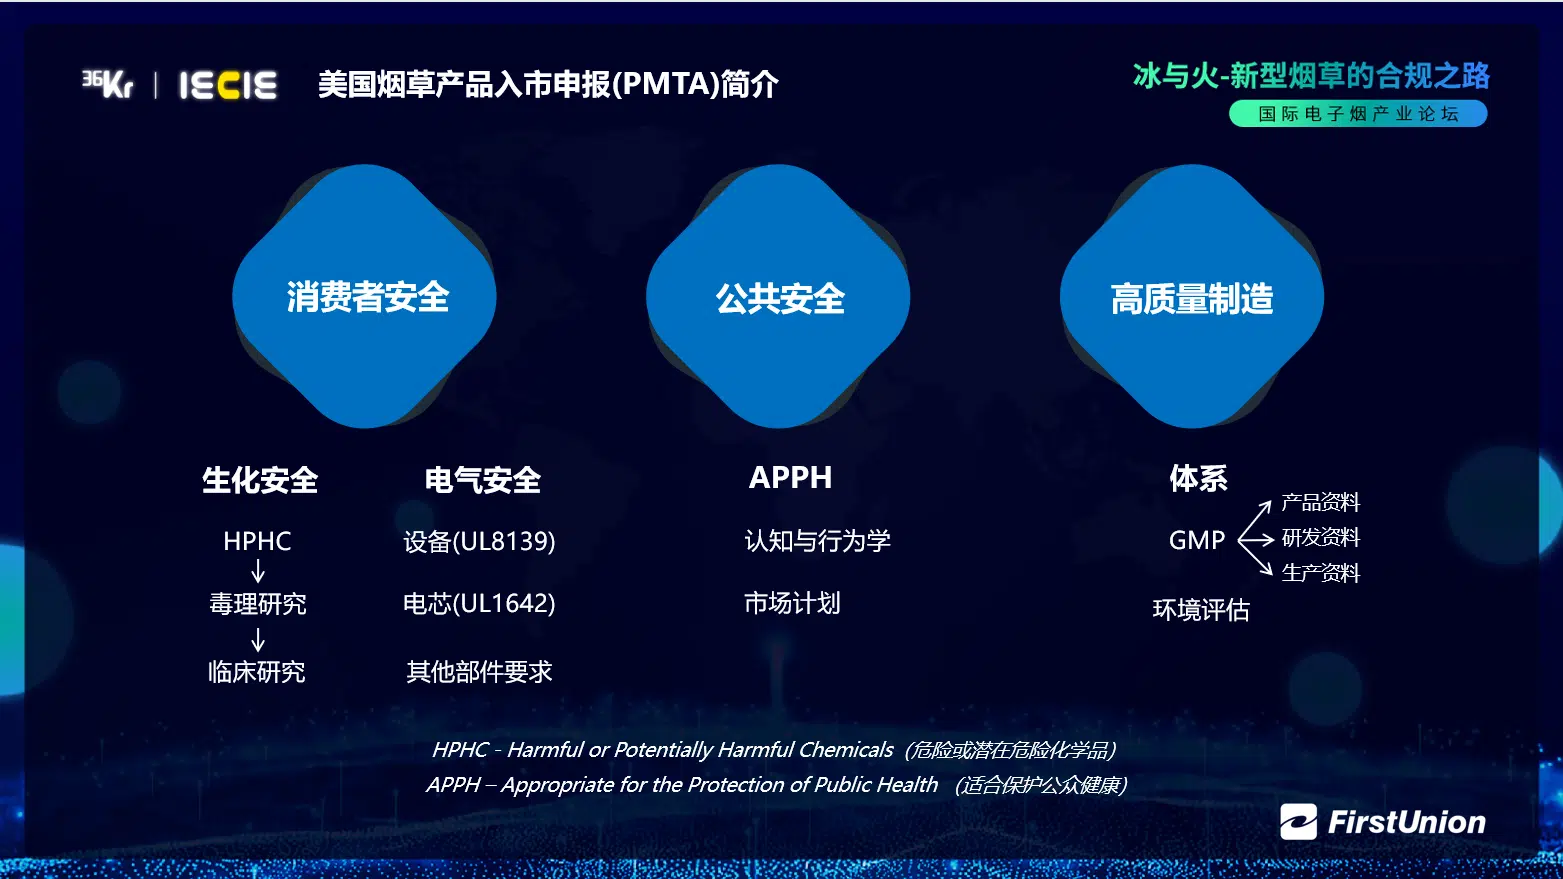 36Kr | IECIE
美国烟草产品入市申报(PMTA)简介
冰与火-新型烟草的合规之路
国际电子烟产业论坛
消费者安全
公共安全
高质量制造
生化安全
HPHC
毒理研究
临床研究
电气安全
设备(UL8139)
电芯(UL1642)
其他部件要求
APPH
认知与行为学
市场计划
体系
GMP
产品资料
研发资料
生产资料
环境评估
HPHC - Harmful or Potentially Harmful Chemicals (危险或潜在危险化学品)
APPH – Appropriate for the Protection of Public Health (适合保护公众健康)
FirstUnion